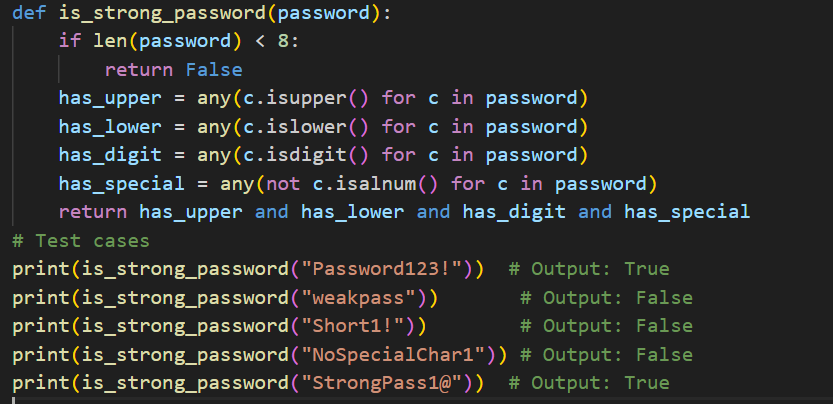 def is_strong_password(password):
    if len(password) < 8:
        return False
    has_upper = any(c.isupper() for c in password)
    has_lower = any(c.islower() for c in password)
    has_digit = any(c.isdigit() for c in password)
    has_special = any(not c.isalnum() for c in password)
    return has_upper and has_lower and has_digit and has_special
# Test cases
print(is_strong_password("Password123!"))  # Output: True
print(is_strong_password("weakpass"))       # Output: False
print(is_strong_password("Short1!"))        # Output: False
print(is_strong_password("NoSpecialChar1")) # Output: False
print(is_strong_password("StrongPass1@"))  # Output: True